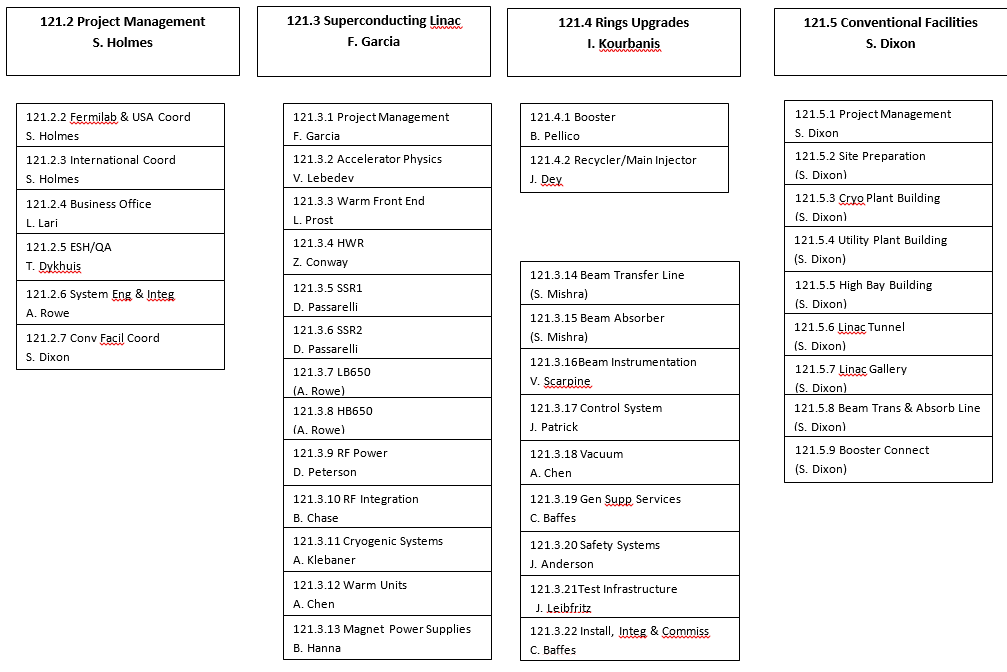 121.2 Project Management
S. Holmes
121.2.2 Fermilab & USA Coord
S. Holmes
121.2.3 International Coord
S. Holmes
121.2.4 Business Office
L. Lari
121.2.5 ESH/QA
T. Dykhuis
121.2.6 System Eng & Integ
A. Rowe
121.2.7 Conv Facil Coord
S. Dixon
121.3 Superconducting Linac
F. Garcia
121.3.1 Project Management
F. Garcia
121.3.2 Accelerator Physics
V. Lebedev
121.3.3 Warm Front End
L. Prost
121.3.4 HWR
Z. Conway
121.3.5 SSR1
D. Passarelli
121.3.6 SSR2
D. Passarelli
121.3.7 LB650
(A. Rowe)
121.3.8 HB650
(A. Rowe)
121.3.9 RF Power
D. Peterson
121.3.10 RF Integration
B. Chase
121.3.11 Cryogenic Systems
A. Klebaner
121.3.12 Warm Units
A. Chen
121.3.13 Magnet Power Supplies
B. Hanna
121.4 Rings Upgrades
I. Kourbanis
121.4.1 Booster
B. Pellico
121.4.2 Recycler/Main Injector
J. Dey
121.3.14 Beam Transfer Line
(S. Mishra)
121.3.15 Beam Absorber
(S. Mishra)
121.3.16Beam Instrumentation
V. Scarpine
121.3.17 Control System
J. Patrick
121.3.18 Vacuum
A. Chen
121.3.19 Gen Supp Services
C. Baffes
121.3.20 Safety Systems
J. Anderson
121.3.21Test Infrastructure
J. Leibfritz
121.3.22 Install, Integ & Commiss
C. Baffes
121.5 Conventional Facilities
S. Dixon
121.5.1 Project Management
S. Dixon
121.5.2 Site Preparation
(S. Dixon)
121.5.3 Cryo Plant Building
(S. Dixon)
121.5.4 Utility Plant Building
(S. Dixon)
121.5.5 High Bay Building
(S. Dixon)
121.5.6 Linac Tunnel
(S. Dixon)
121.5.7 Linac Gallery
(S. Dixon)
121.5.8 Beam Trans & Absorb Line
(S. Dixon)
121.5.9 Booster Connect
(S. Dixon)